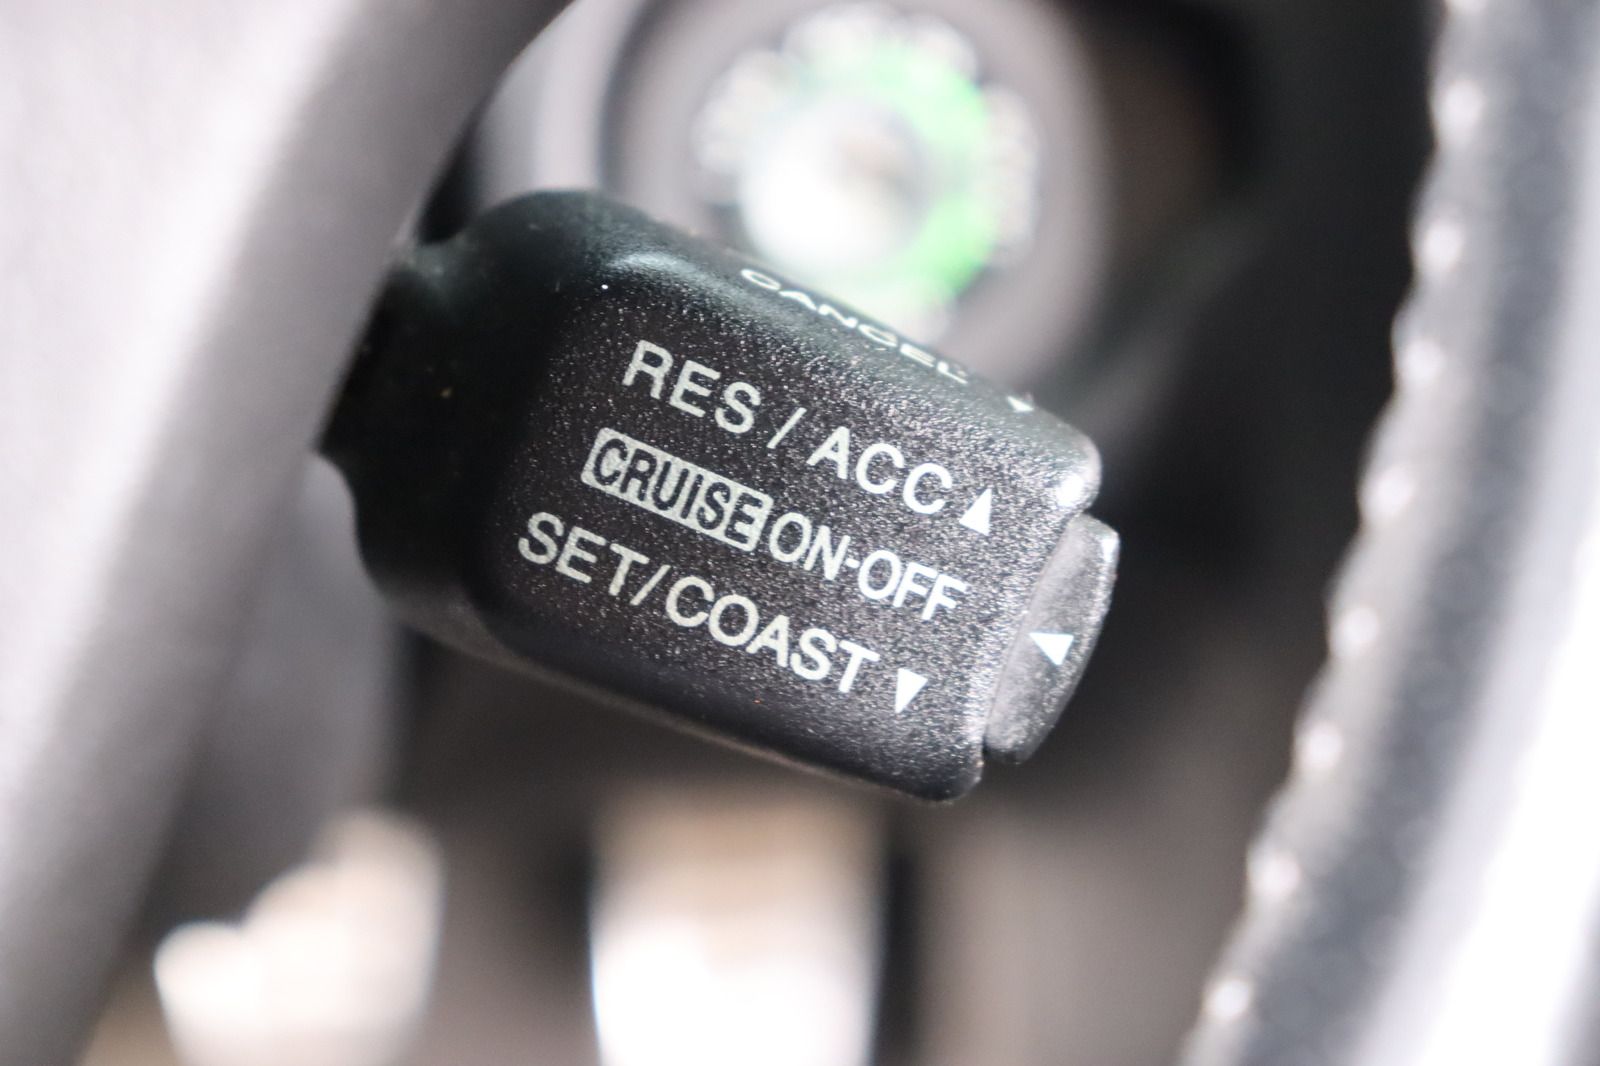 CANCEL
RES / ACC▲
CRUISE ON-OFF
SET/COAST ▼